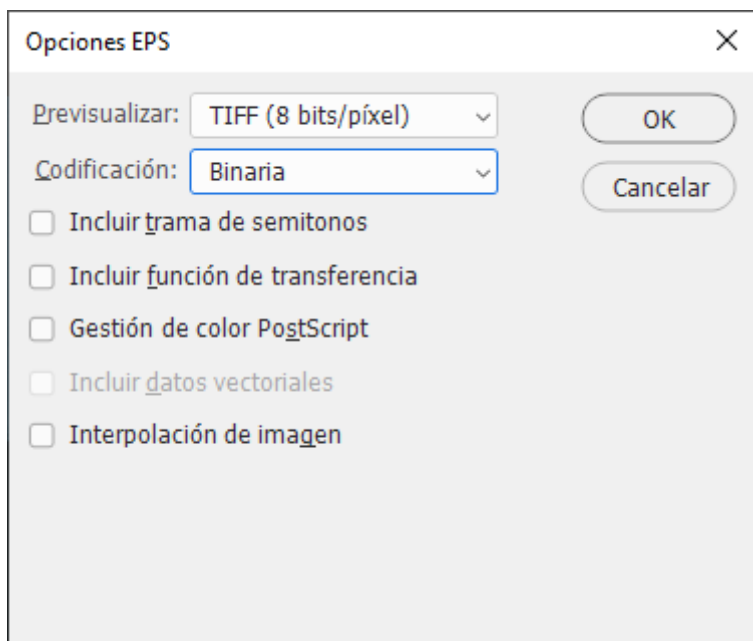 Opciones EPS
Previsualizar: TIFF (8 bits/píxel)
OK
Codificación: Binaria
Cancelar
Incluir trama de semitonos
Incluir función de transferencia
Gestión de color PostScript
Incluir datos vectoriales
Interpolación de imagen